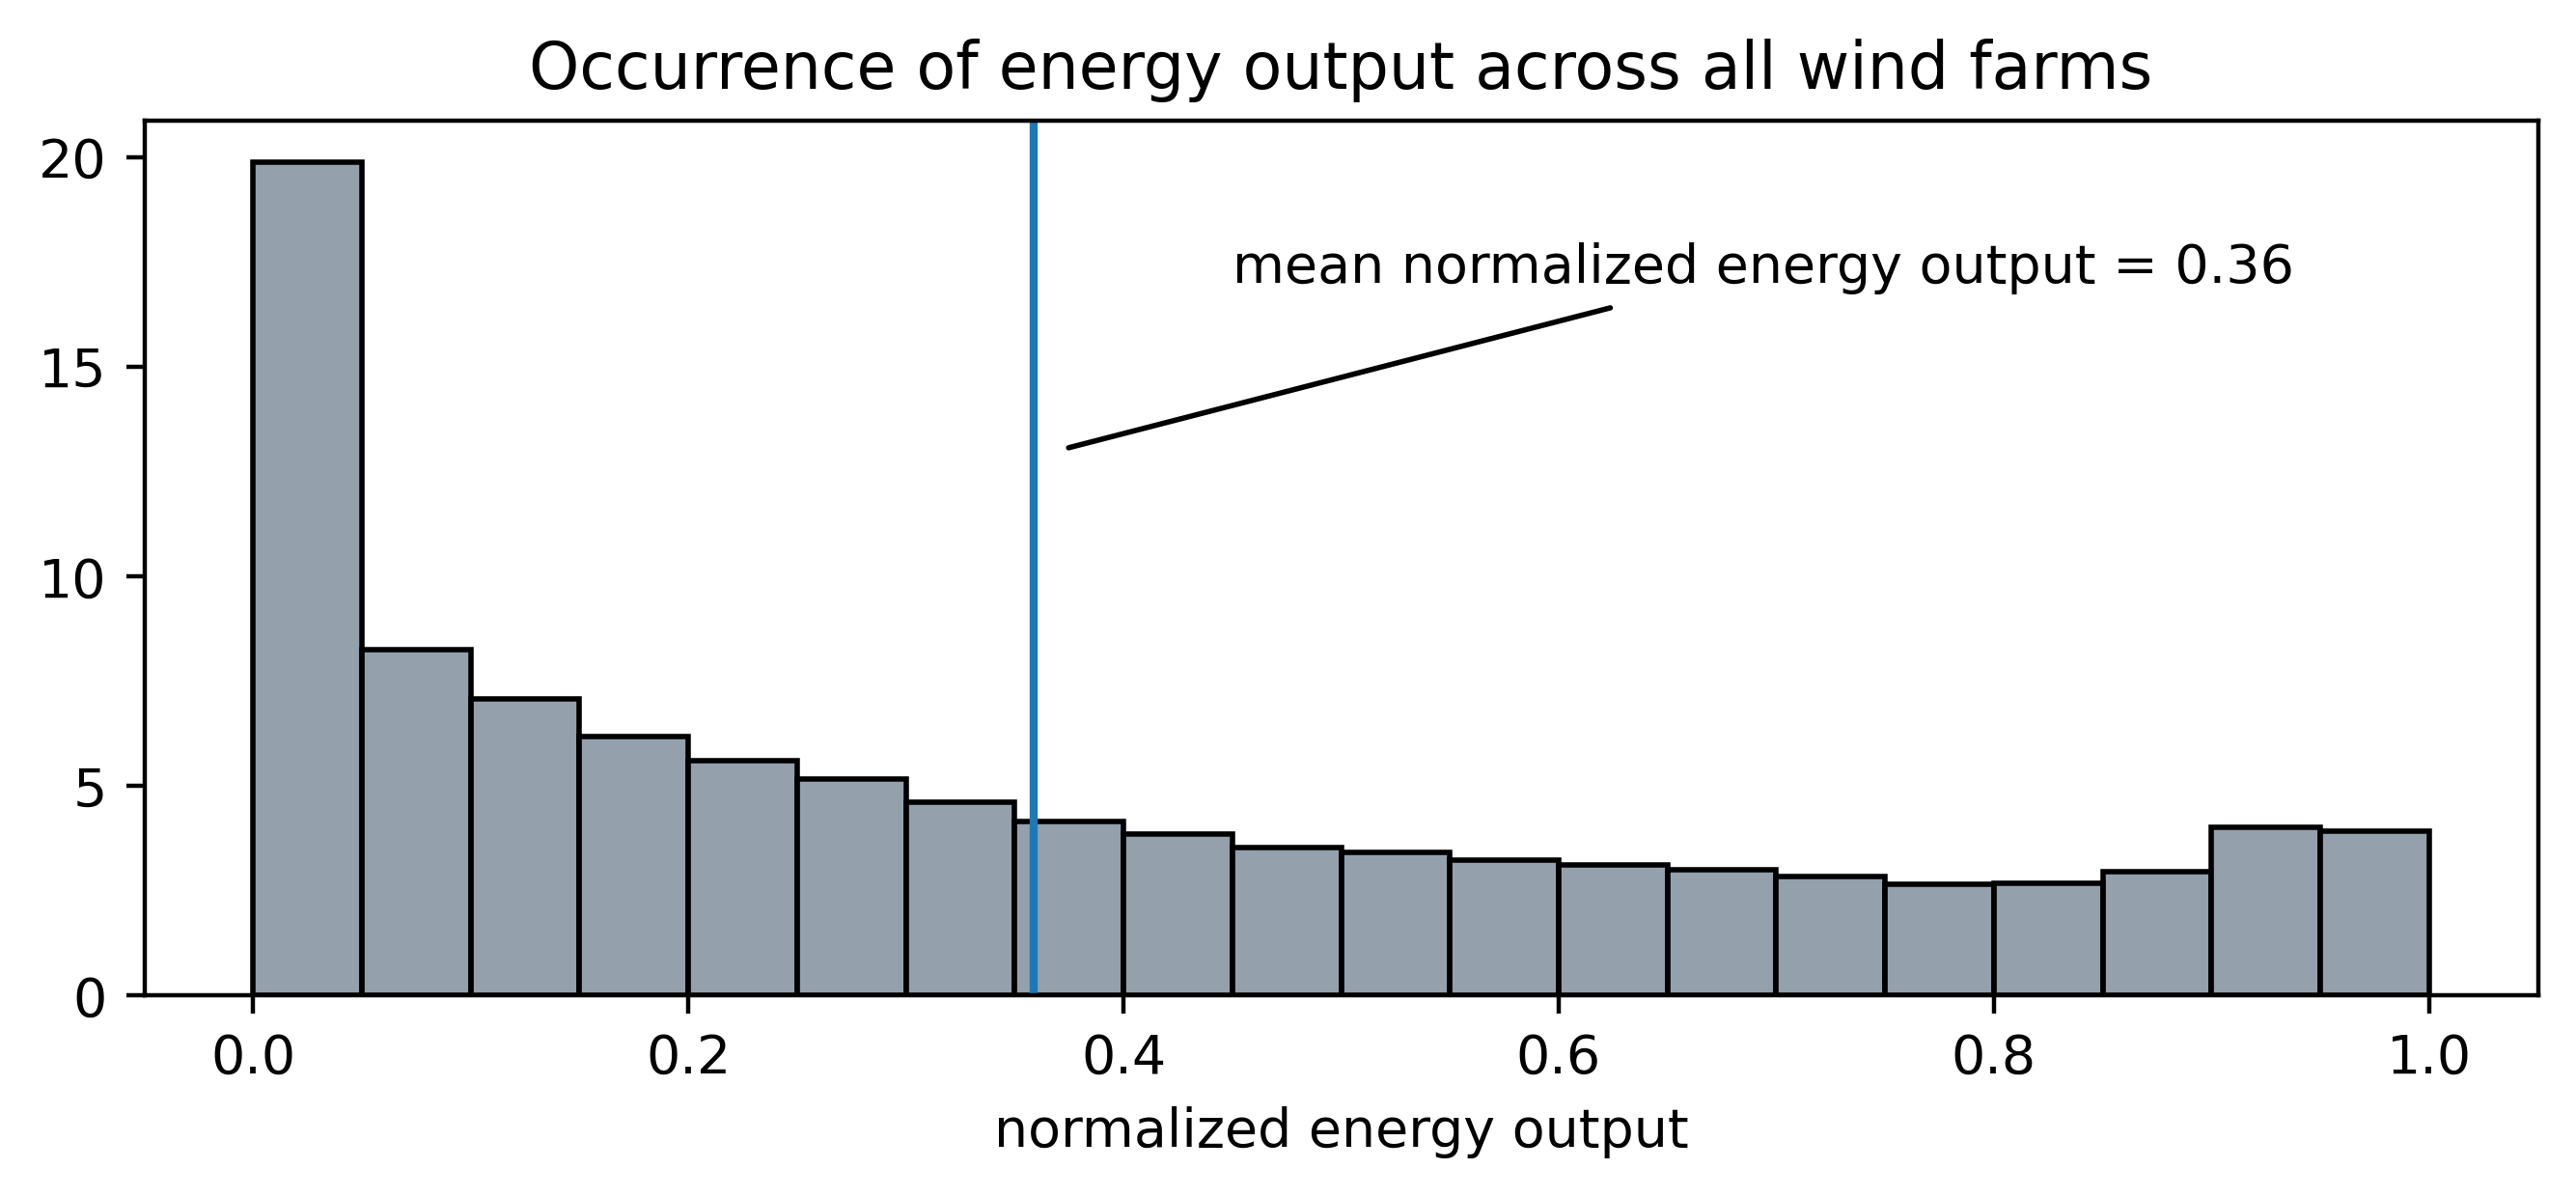 Occurrence of energy output across all wind farms
20
15
10
5
0
mean normalized energy output = 0.36
0.0 0.2 0.4 0.6 0.8 1.0
normalized energy output